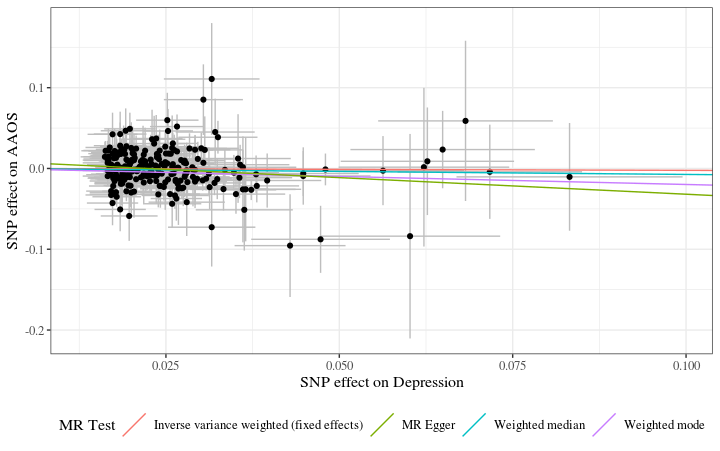 SNP effect on AAOS
0.1
0.0
-0.1
-0.2
0.025 0.050 0.075 0.100
SNP effect on Depression
MR Test Inverse variance weighted (fixed effects) MR Egger Weighted median Weighted mode